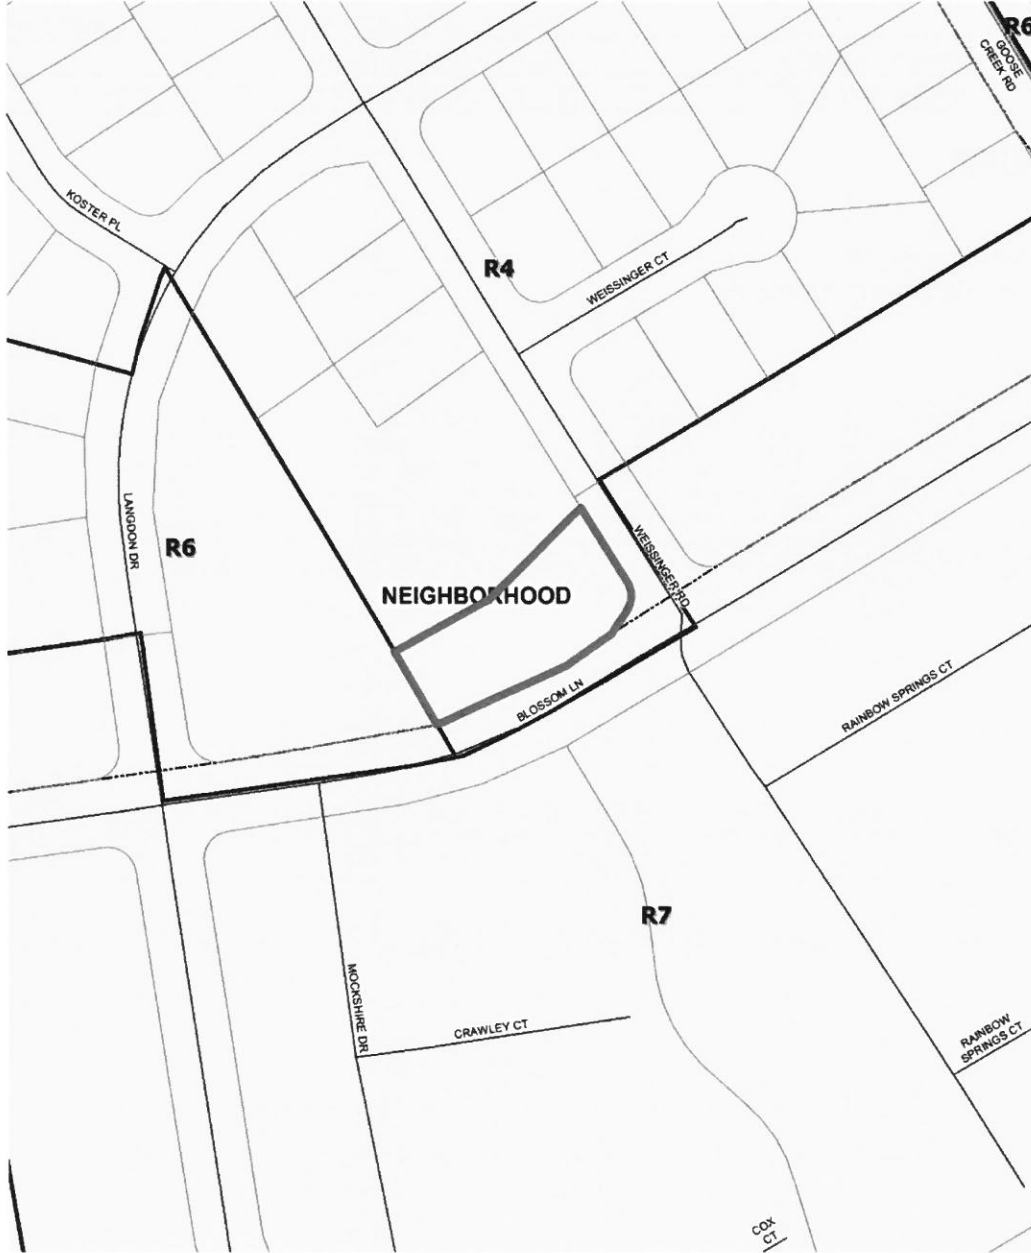 R6
GOOSE
CREEK RD
KOSTER PL
R4
WEISSINGER CT
LANGDON DR
R6
WEISSINGER RD
NEIGHBORHOOD
BLOSSOM LN
RAINBOW SPRINGS CT
R7
MOCKSHIRE DR
CRAWLEY CT
RAINBOW
SPRINGS CT
COX
CT